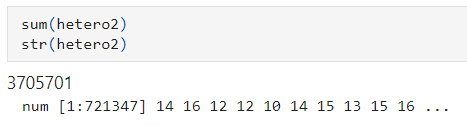 sum(hetero2)
str(hetero2)
3705701
num [1:721347] 14 16 12 12 10 14 15 13 15 16 ...